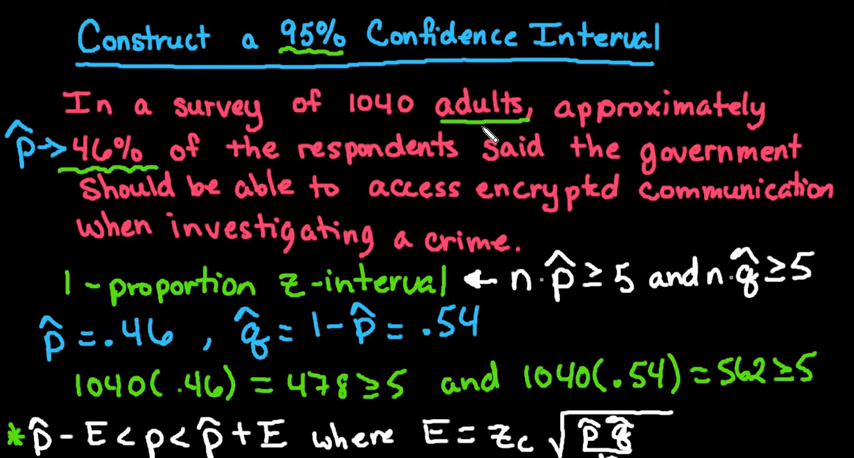 Construct a 95% Confidence Interval
In a survey of 1040 adults, approximately
p̂→ 46% of the respondents said the government
should be able to access encrypted communication
when investigating a crime.
1-proportion z-interval ← n·p̂ ≥ 5 and n·q̂ ≥ 5
p̂ = .46, q̂ = 1-p̂ = .54
1040(.46) = 478 ≥ 5 and 1040(.54) = 562 ≥ 5
* p̂ - E < p < p̂ + E where E = zc √(p̂ q̂